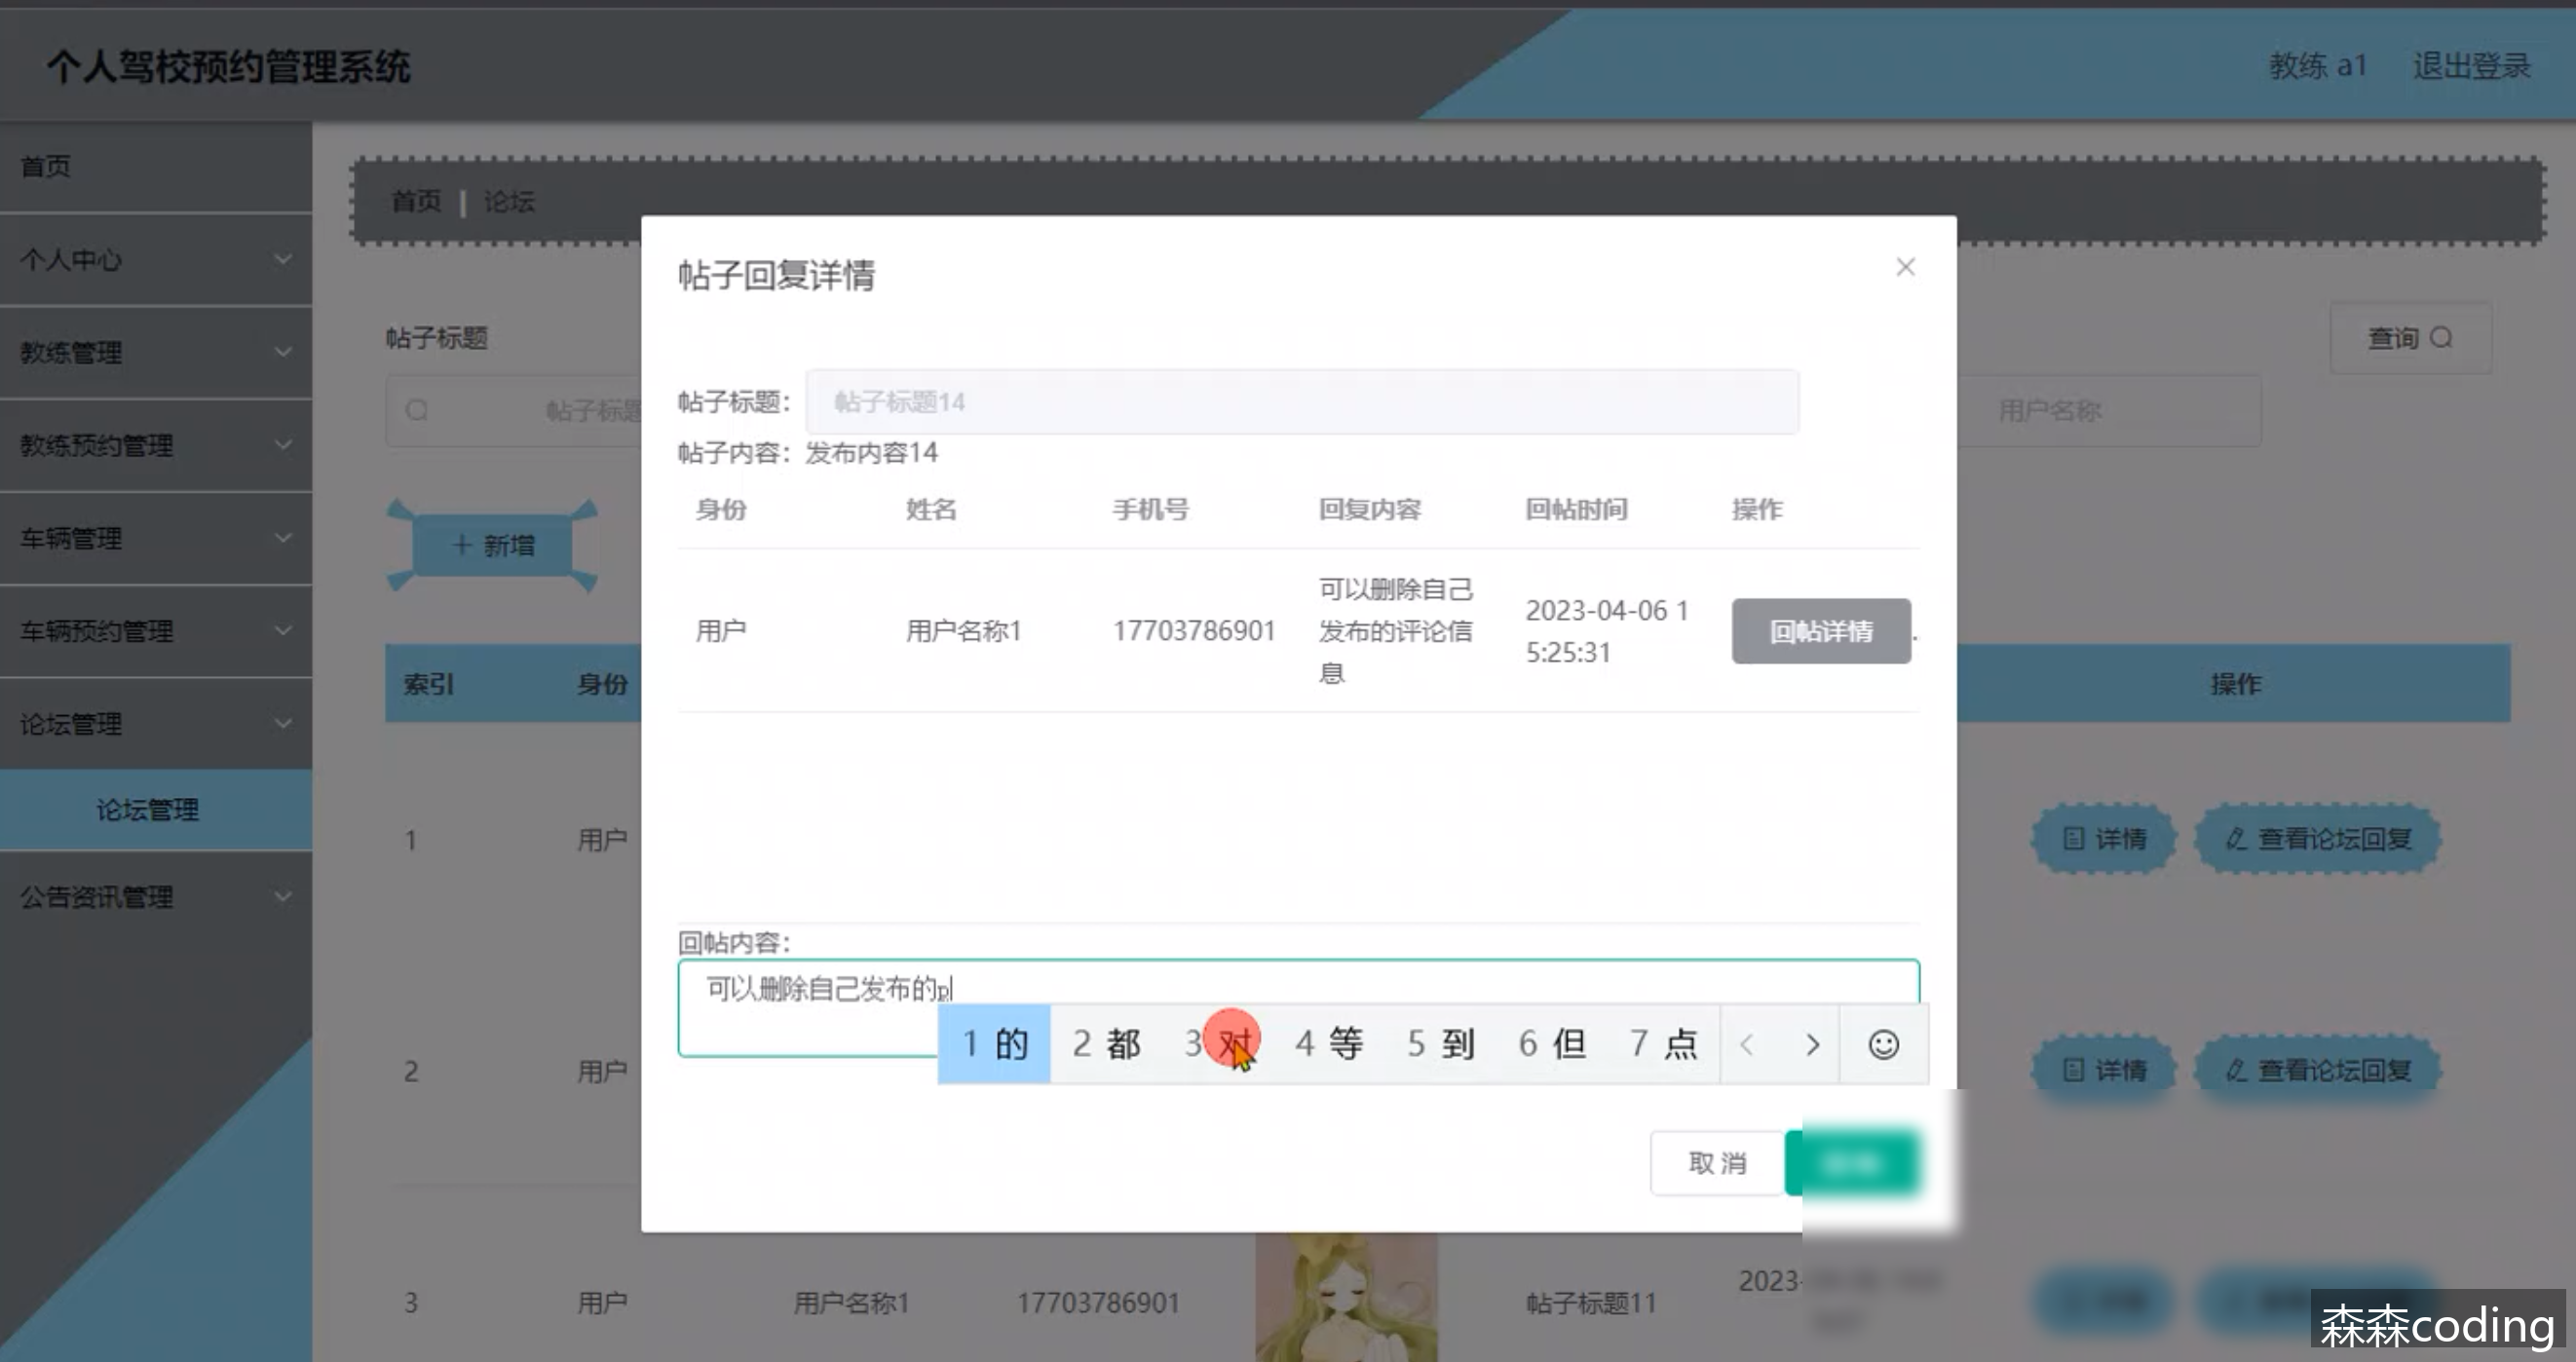 个人驾校预约管理系统
教练 a1
退出登录
首页
个人中心
教练管理
教练预约管理
车辆管理
车辆预约管理
论坛管理
论坛管理
公告资讯管理
首页 | 论坛
帖子标题
帖子标题
用户名称
查询
+ 新增
索引 身份 操作
1 用户 详情 查看论坛回复
2 用户 详情 查看论坛回复
3 用户 用户名称1 17703786901 帖子标题11 2023-
帖子回复详情
帖子标题: 帖子标题14
帖子内容: 发布内容14
身份 姓名 手机号 回复内容 回帖时间 操作
用户 用户名称1 17703786901
可以删除自己
发布的评论信
息
2023-04-06 1
5:25:31
回帖详情
回帖内容:
可以删除自己发布的p
1 的 2 都 3 对 4 等 5 到 6 但 7 点
取 消
森森coding